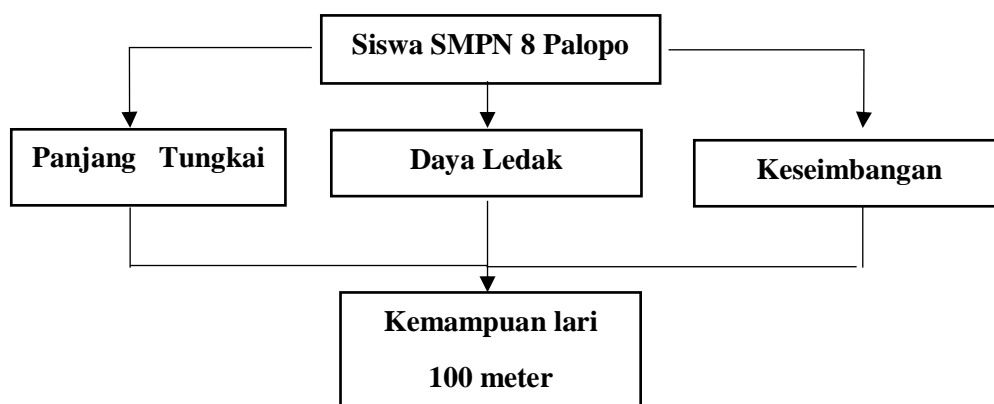 Siswa SMPN 8 Palopo
Panjang Tungkai
Daya Ledak
Keseimbangan
Kemampuan lari
100 meter